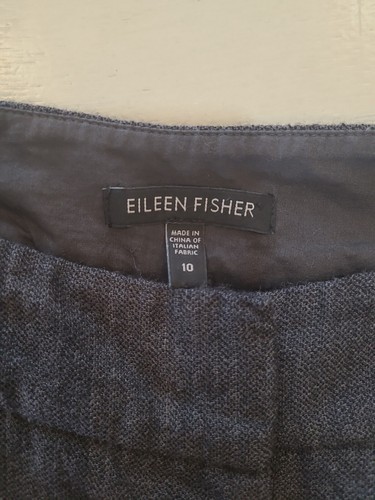 EILEEN FISHER
MADE IN
CHINA OF
ITALIAN
FABRIC
10